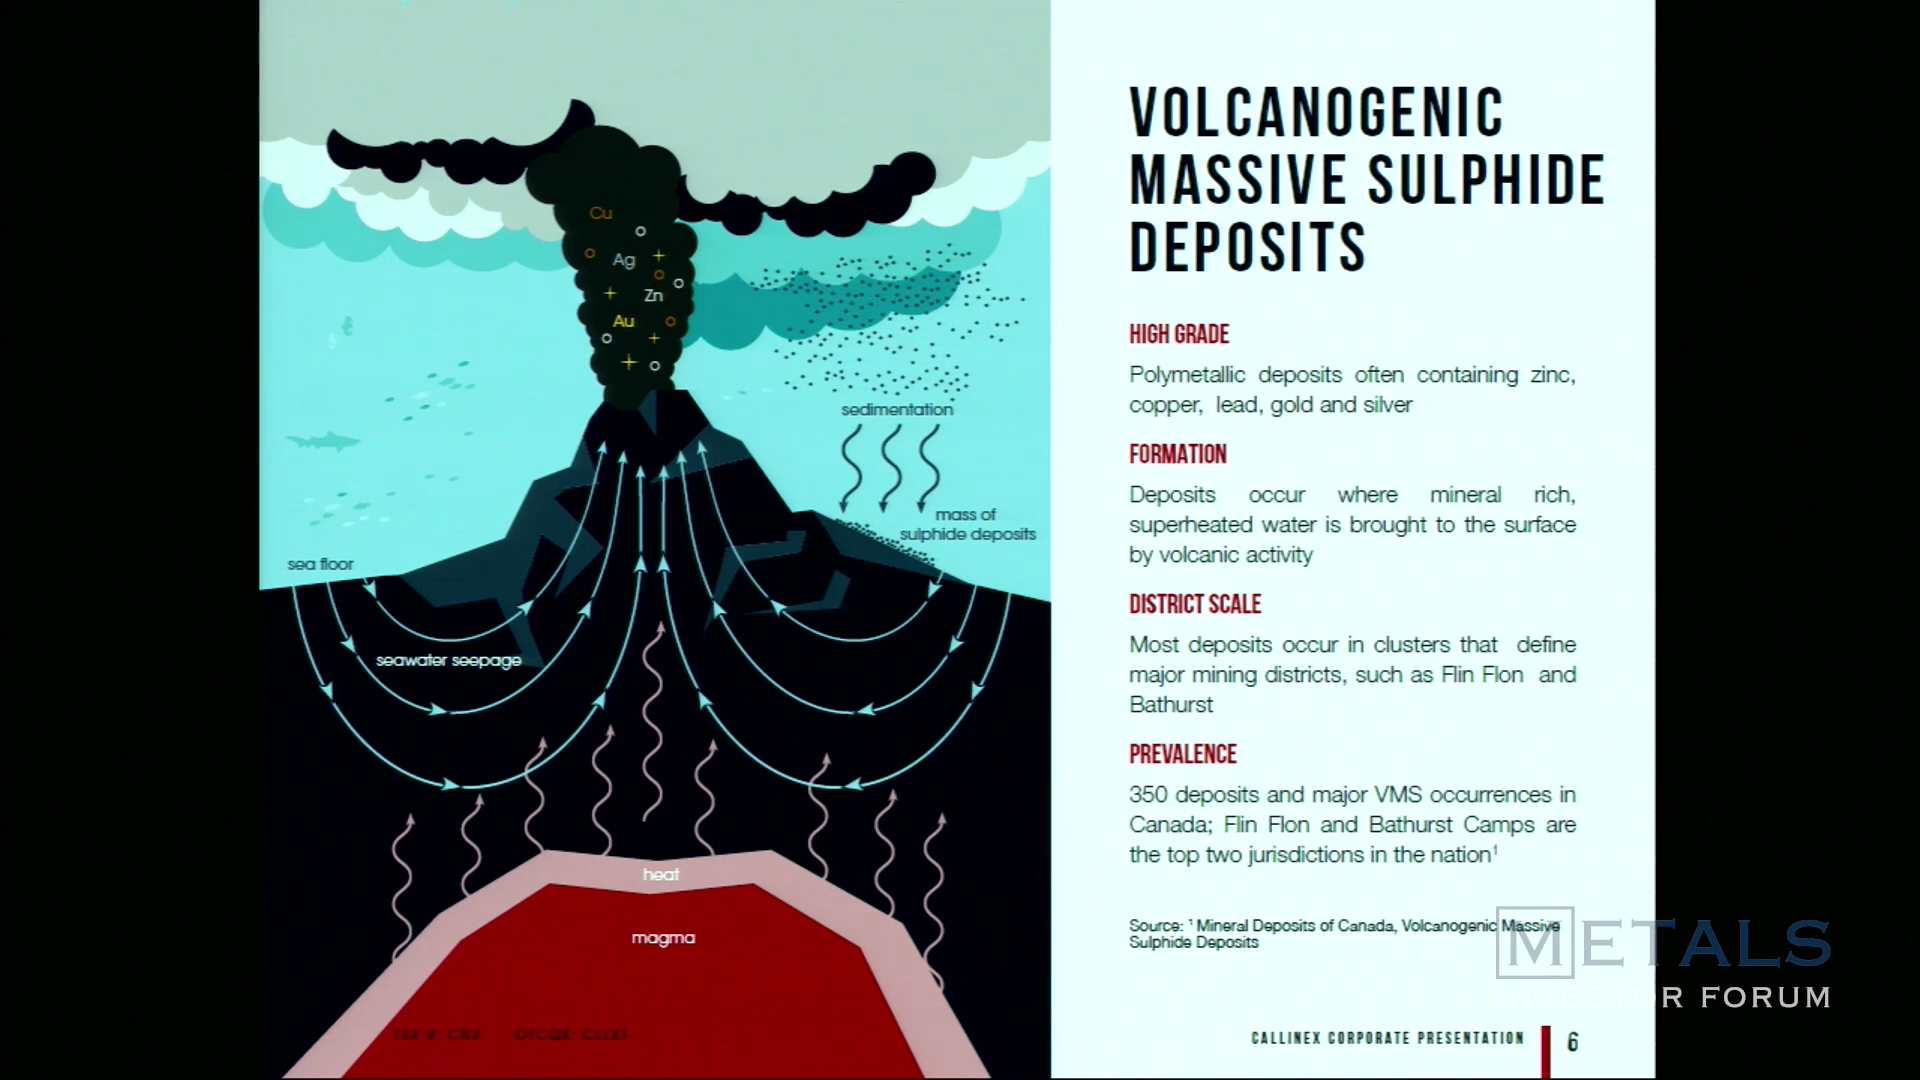 Cu
Ag
Zn
Au
sedimentation
mass of
sulphide deposits
sea floor
seawater seepage
heat
magma
TSX-V: CNX OTCQX: CLLXF
VOLCANOGENIC
MASSIVE SULPHIDE
DEPOSITS
HIGH GRADE
Polymetallic deposits often containing zinc,
copper, lead, gold and silver
FORMATION
Deposits occur where mineral rich,
superheated water is brought to the surface
by volcanic activity
DISTRICT SCALE
Most deposits occur in clusters that define
major mining districts, such as Flin Flon and
Bathurst
PREVALENCE
350 deposits and major VMS occurrences in
Canada; Flin Flon and Bathurst Camps are
the top two jurisdictions in the nation¹
Source: ¹ Mineral Deposits of Canada, Volcanogenic Massive
Sulphide Deposits
METALS
INVESTOR FORUM
CALLINEX CORPORATE PRESENTATION 6